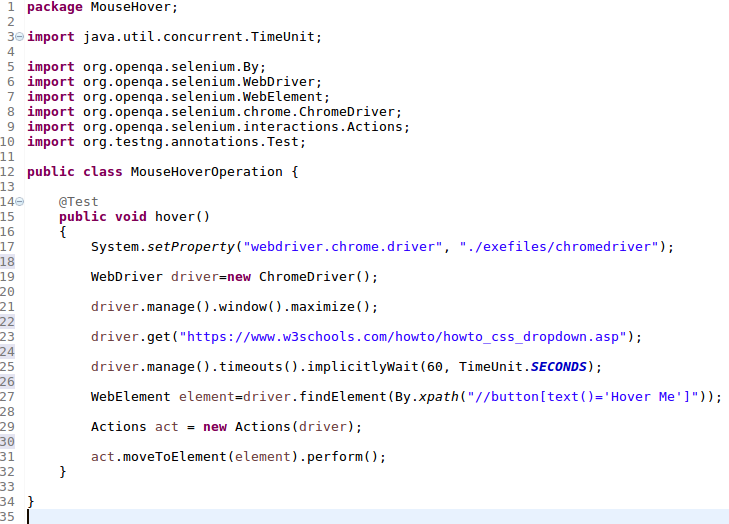 1 package MouseHover;
2
3 import java.util.concurrent.TimeUnit;
4
5 import org.openqa.selenium.By;
6 import org.openqa.selenium.WebDriver;
7 import org.openqa.selenium.WebElement;
8 import org.openqa.selenium.chrome.ChromeDriver;
9 import org.openqa.selenium.interactions.Actions;
10 import org.testng.annotations.Test;
11
12 public class MouseHoverOperation {
13
14     @Test
15     public void hover()
16     {
17         System.setProperty("webdriver.chrome.driver", "./exefiles/chromedriver");
18
19         WebDriver driver=new ChromeDriver();
20
21         driver.manage().window().maximize();
22
23         driver.get("https://www.w3schools.com/howto/howto_css_dropdown.asp");
24
25         driver.manage().timeouts().implicitlyWait(60, TimeUnit.SECONDS);
26
27         WebElement element=driver.findElement(By.xpath("//button[text()='Hover Me']"));
28
29         Actions act = new Actions(driver);
30
31         act.moveToElement(element).perform();
32     }
33
34 }
35